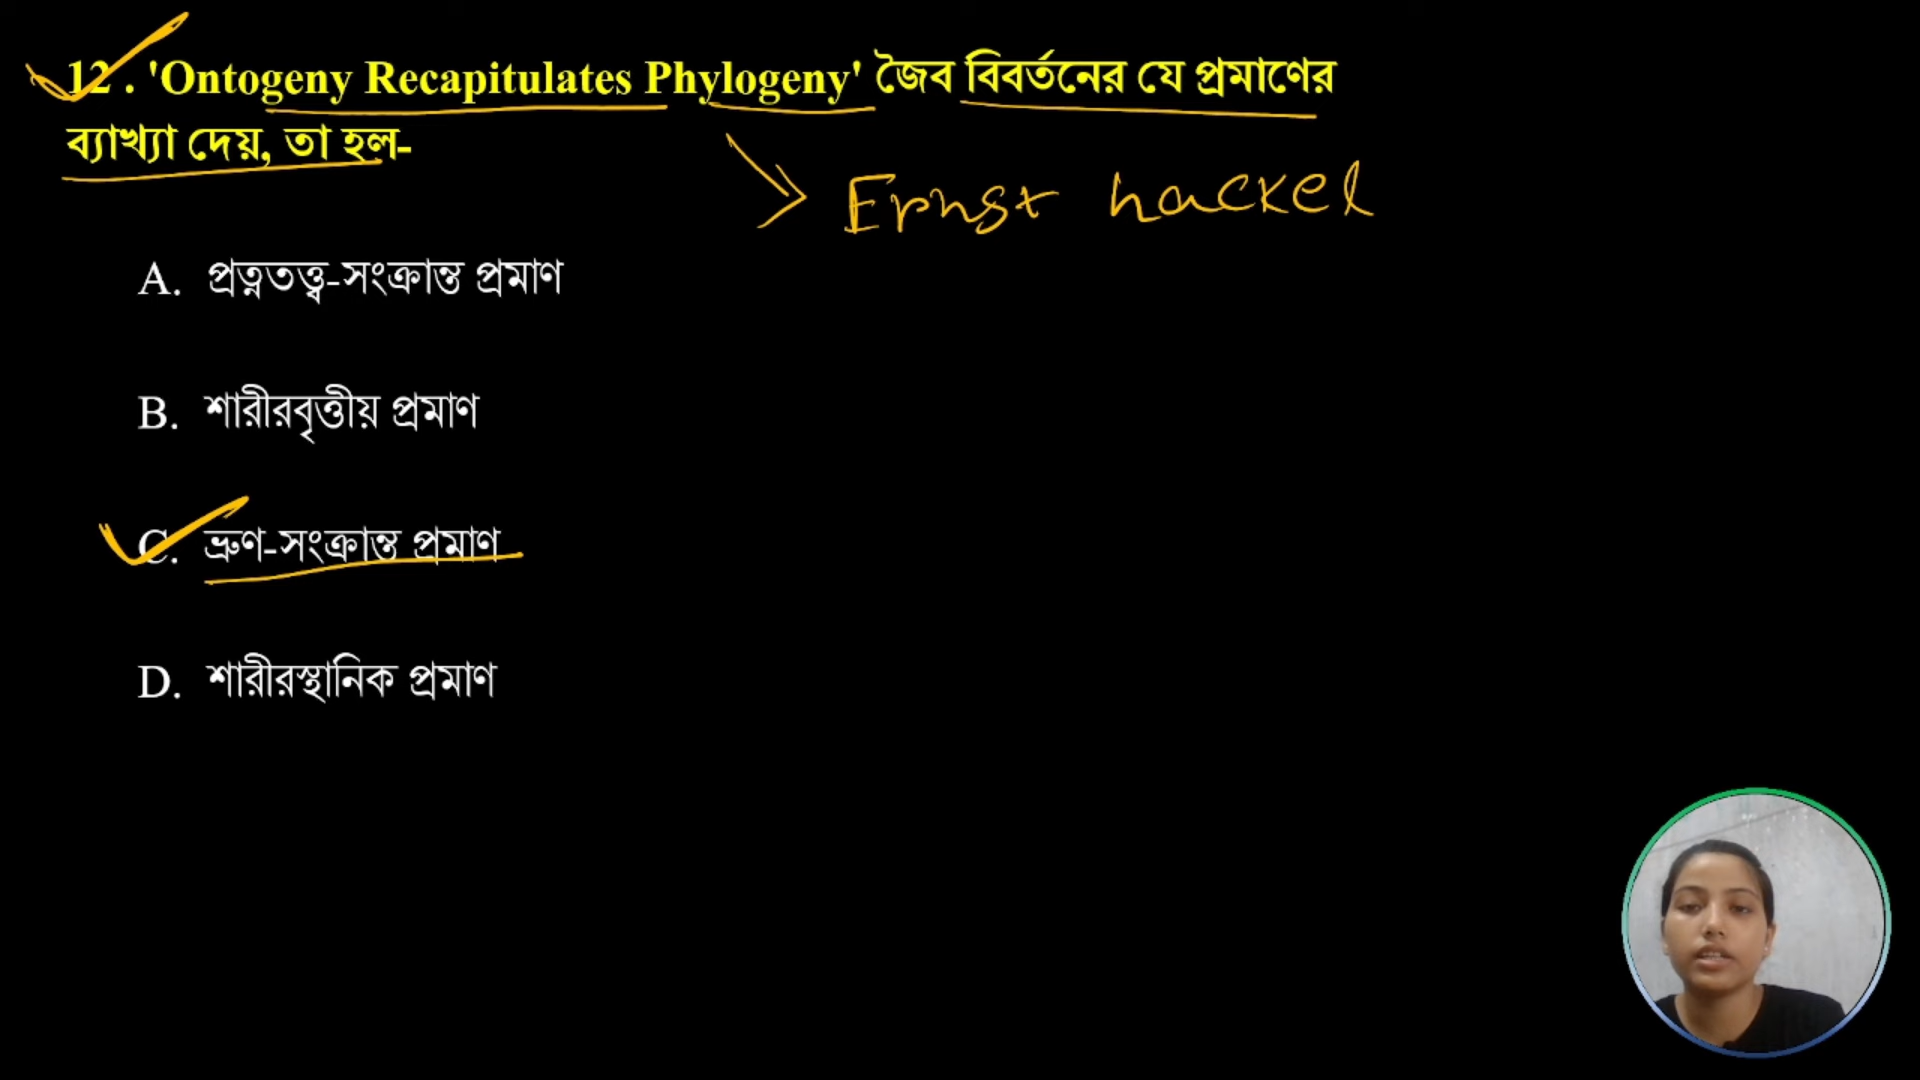 12 . 'Ontogeny Recapitulates Phylogeny' জৈব বিবর্তনের যে প্রমাণের
ব্যাখ্যা দেয়, তা হল-
Ernst hackel
A. প্রত্নতত্ত্ব-সংক্রান্ত প্রমাণ
B. শারীরবৃত্তীয় প্রমাণ
C. ভ্রুণ-সংক্রান্ত প্রমাণ
D. শারীরস্থানিক প্রমাণ